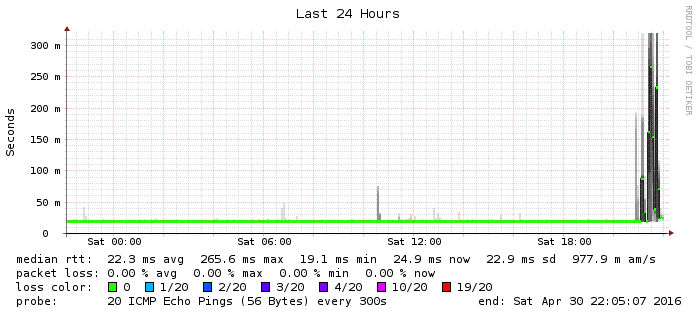 Last 24 Hours
RRDTOOL / TOBI OETIKER
Seconds
300 m
250 m
200 m
150 m
100 m
50 m
0
Sat 00:00 Sat 06:00 Sat 12:00 Sat 18:00
median rtt: 22.3 ms avg 265.6 ms max 19.1 ms min 24.9 ms now 22.9 ms sd 977.9 m am/s
packet loss: 0.00 % avg 0.00 % max 0.00 % min 0.00 % now
loss color: 0 1/20 2/20 3/20 4/20 10/20 19/20
probe: 20 ICMP Echo Pings (56 Bytes) every 300s end: Sat Apr 30 22:05:07 2016